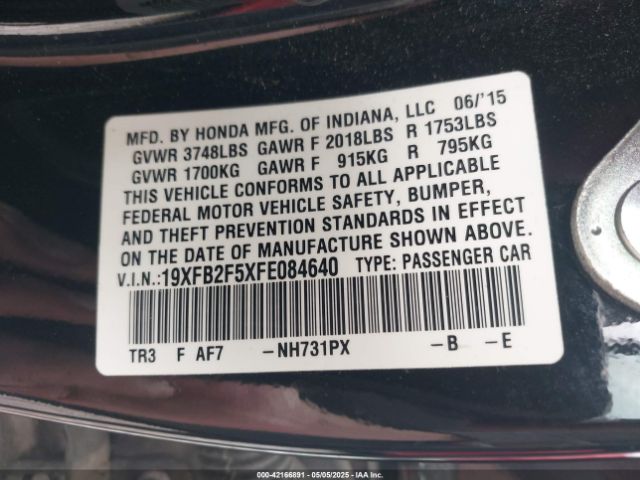 MFD. BY HONDA MFG. OF INDIANA, LLC 06/'15
GVWR 3748LBS GAWR F 2018LBS R 1753LBS
GVWR 1700KG GAWR F 915KG R 795KG
THIS VEHICLE CONFORMS TO ALL APPLICABLE
FEDERAL MOTOR VEHICLE SAFETY, BUMPER,
AND THEFT PREVENTION STANDARDS IN EFFECT
ON THE DATE OF MANUFACTURE SHOWN ABOVE.
V.I.N.:19XFB2F5XFE084640 TYPE: PASSENGER CAR
TR3 F AF7 -NH731PX -B -E
000-42166891 - 05/05/2025 - IAAI, Inc.